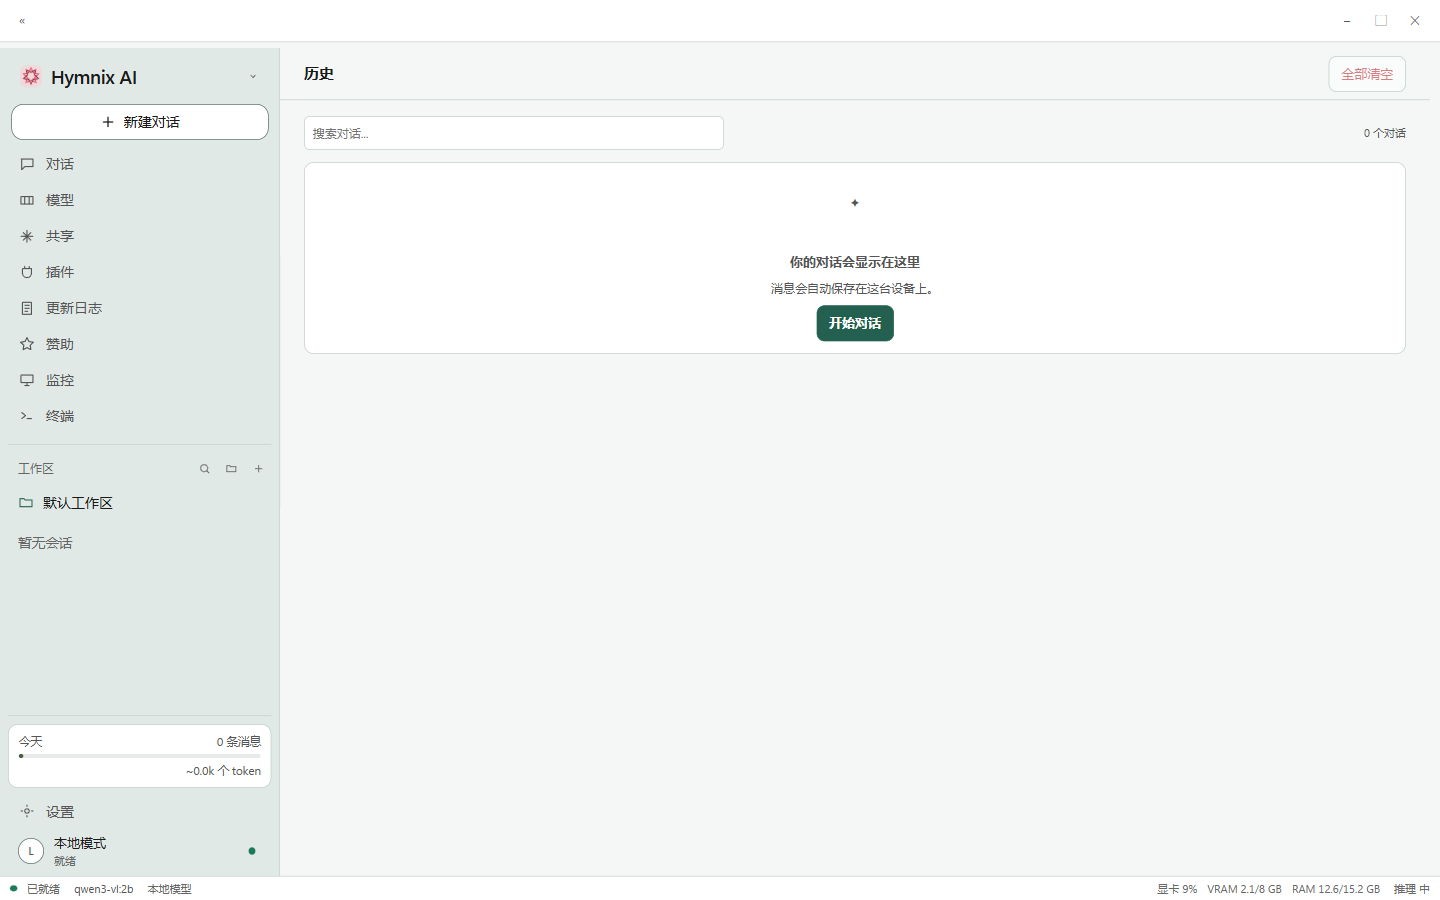 «
Hymnix AI
新建对话
对话
模型
共享
插件
更新日志
赞助
监控
终端
工作区
默认工作区
暂无会话
今天 0 条消息
~0.0k 个 token
设置
L 本地模式
就绪
历史 全部清空
搜索对话... 0 个对话
你的对话会显示在这里
消息会自动保存在这台设备上。
开始对话
已就绪 qwen3-vl:2b 本地模型 显卡 9% VRAM 2.1/8 GB RAM 12.6/15.2 GB 推理 中